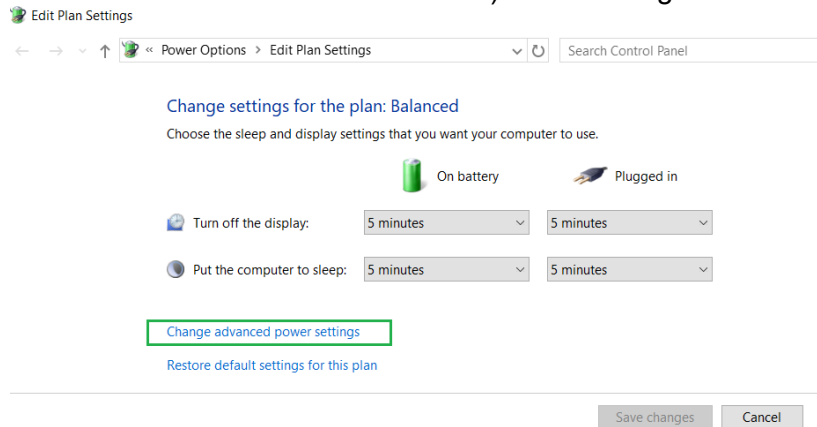 Edit Plan Settings
« Power Options > Edit Plan Settings Search Control Panel
Change settings for the plan: Balanced
Choose the sleep and display settings that you want your computer to use.
On battery Plugged in
Turn off the display: 5 minutes 5 minutes
Put the computer to sleep: 5 minutes 5 minutes
Change advanced power settings
Restore default settings for this plan
Save changes Cancel